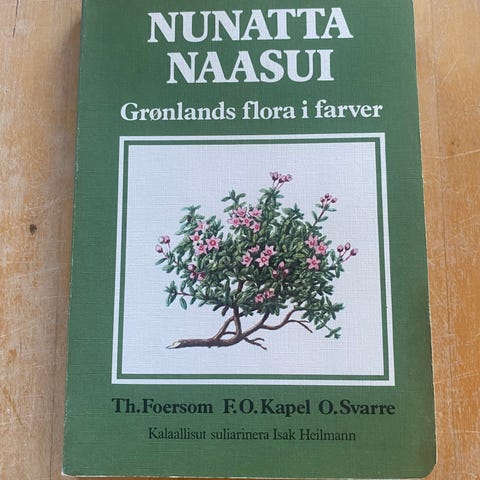 NUNATTA
NAASUI
Grønlands flora i farver
Th. Foersom F.O. Kapel O. Svarre
Kalaallisut suliarinera Isak Heilmann